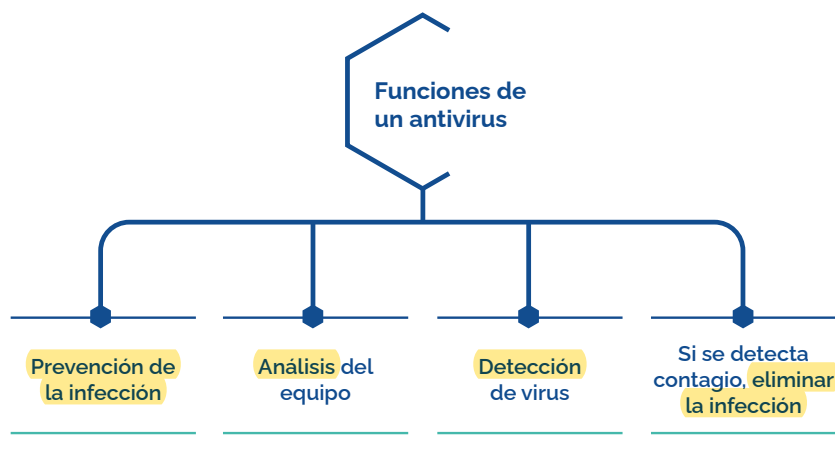 Funciones de
un antivirus
Prevención de
la infección
Análisis del
equipo
Detección
de virus
Si se detecta
contagio, eliminar
la infección